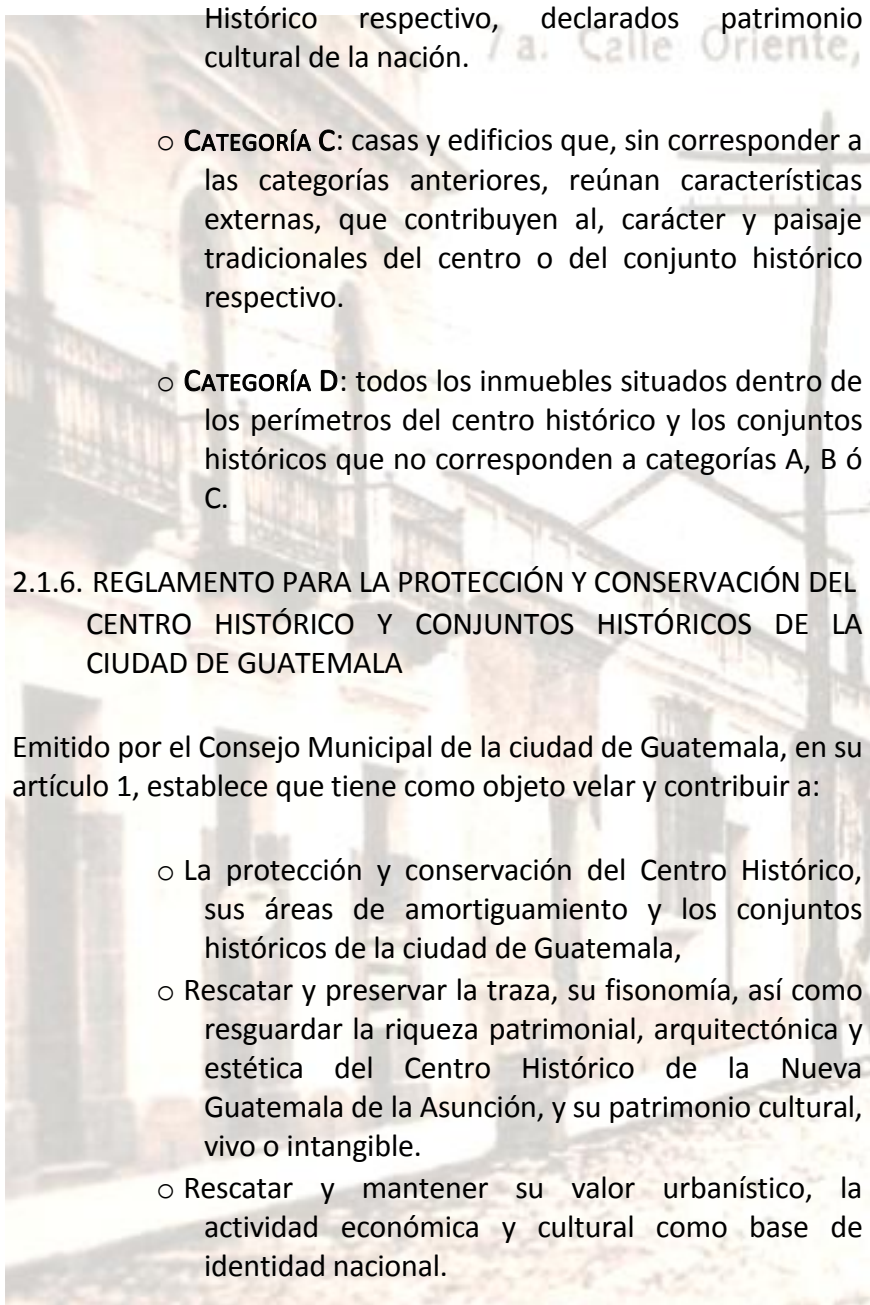 Histórico respectivo, declarados patrimonio
cultural de la nación.
7a. Calle Oriente,
○ CATEGORÍA C: casas y edificios que, sin corresponder a
las categorías anteriores, reúnan características
externas, que contribuyen al, carácter y paisaje
tradicionales del centro o del conjunto histórico
respectivo.
○ CATEGORÍA D: todos los inmuebles situados dentro de
los perímetros del centro histórico y los conjuntos
históricos que no corresponden a categorías A, B ó
C.
2.1.6. REGLAMENTO PARA LA PROTECCIÓN Y CONSERVACIÓN DEL
CENTRO HISTÓRICO Y CONJUNTOS HISTÓRICOS DE LA
CIUDAD DE GUATEMALA
Emitido por el Consejo Municipal de la ciudad de Guatemala, en su
artículo 1, establece que tiene como objeto velar y contribuir a:
○ La protección y conservación del Centro Histórico,
sus áreas de amortiguamiento y los conjuntos
históricos de la ciudad de Guatemala,
○ Rescatar y preservar la traza, su fisonomía, así como
resguardar la riqueza patrimonial, arquitectónica y
estética del Centro Histórico de la Nueva
Guatemala de la Asunción, y su patrimonio cultural,
vivo o intangible.
○ Rescatar y mantener su valor urbanístico, la
actividad económica y cultural como base de
identidad nacional.